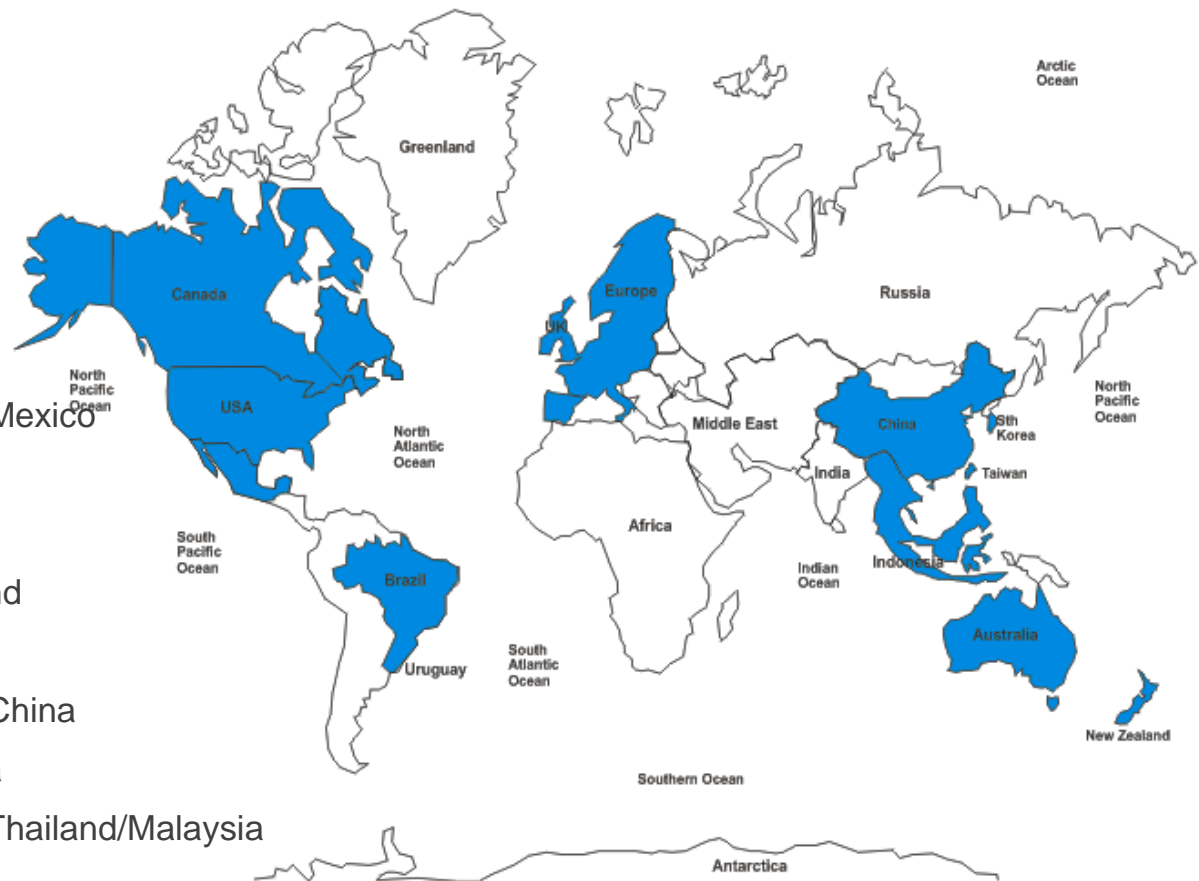 Arctic
Ocean
Greenland
Canada
Europe
Russia
UK
North
Pacific
Ocean
Mexico
USA
North
Atlantic
Ocean
Middle East
China
Sth
Korea
North
Pacific
Ocean
India
Taiwan
South
Pacific
Ocean
Africa
Indian
Ocean
Indonesia
Brazil
nd
Uruguay
South
Atlantic
Ocean
Australia
China
New Zealand
Southern Ocean
Thailand/Malaysia
Antarctica